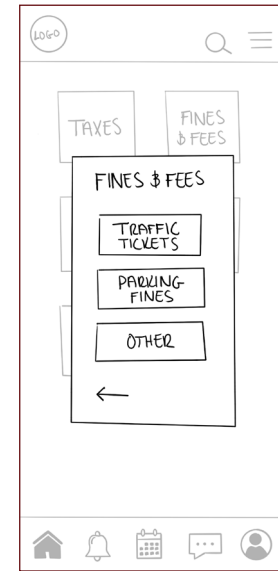 LOGO
TAXES
FINES
$ FEES
FINES $ FEES
TRAFFIC
TICKETS
PARKING
FINES
OTHER